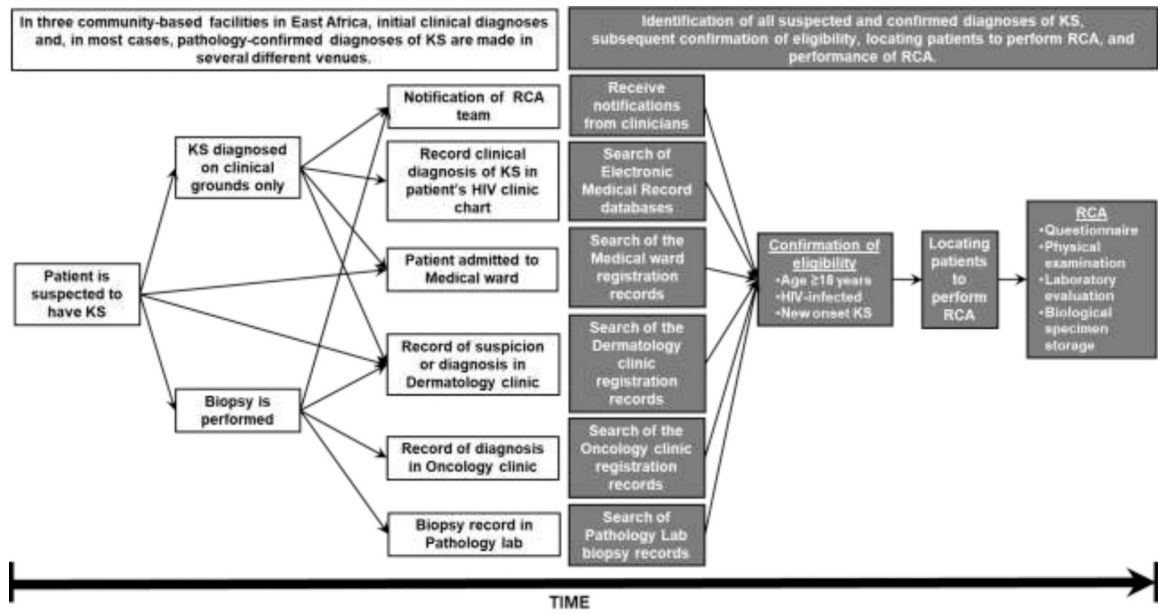 In three community-based facilities in East Africa, initial clinical diagnoses
and, in most cases, pathology-confirmed diagnoses of KS are made in
several different venues.
Identification of all suspected and confirmed diagnoses of KS,
subsequent confirmation of eligibility, locating patients to perform RCA, and
performance of RCA.
Patient is
suspected to
have KS
KS diagnosed
on clinical
grounds only
Biopsy is
performed
Notification of RCA
team
Record clinical
diagnosis of KS in
patient's HIV clinic
chart
Patient admitted to
Medical ward
Record of suspicion
or diagnosis in
Dermatology clinic
Record of diagnosis
in Oncology clinic
Biopsy record in
Pathology lab
Receive
notifications
from clinicians
Search of
Electronic
Medical Record
databases
Search of the
Medical ward
registration
records
Search of the
Dermatology
clinic
registration
records
Search of the
Oncology clinic
registration
records
Search of
Pathology Lab
biopsy records
Confirmation of
eligibility
•Age ≥18 years
•HIV-infected
•New onset KS
Locating
patients
to
perform
RCA
RCA
•Questionnaire
•Physical
examination
•Laboratory
evaluation
•Biological
specimen
storage
TIME